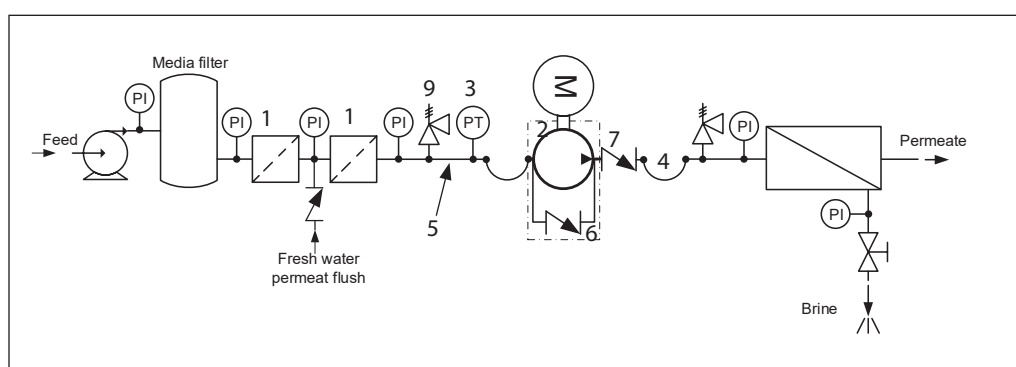 Media filter
Feed
PI
PI
1
PI
1
PI
9
3
PT
5
Fresh water
permeat flush
M
2
7
6
4
PI
Permeate
PI
Brine